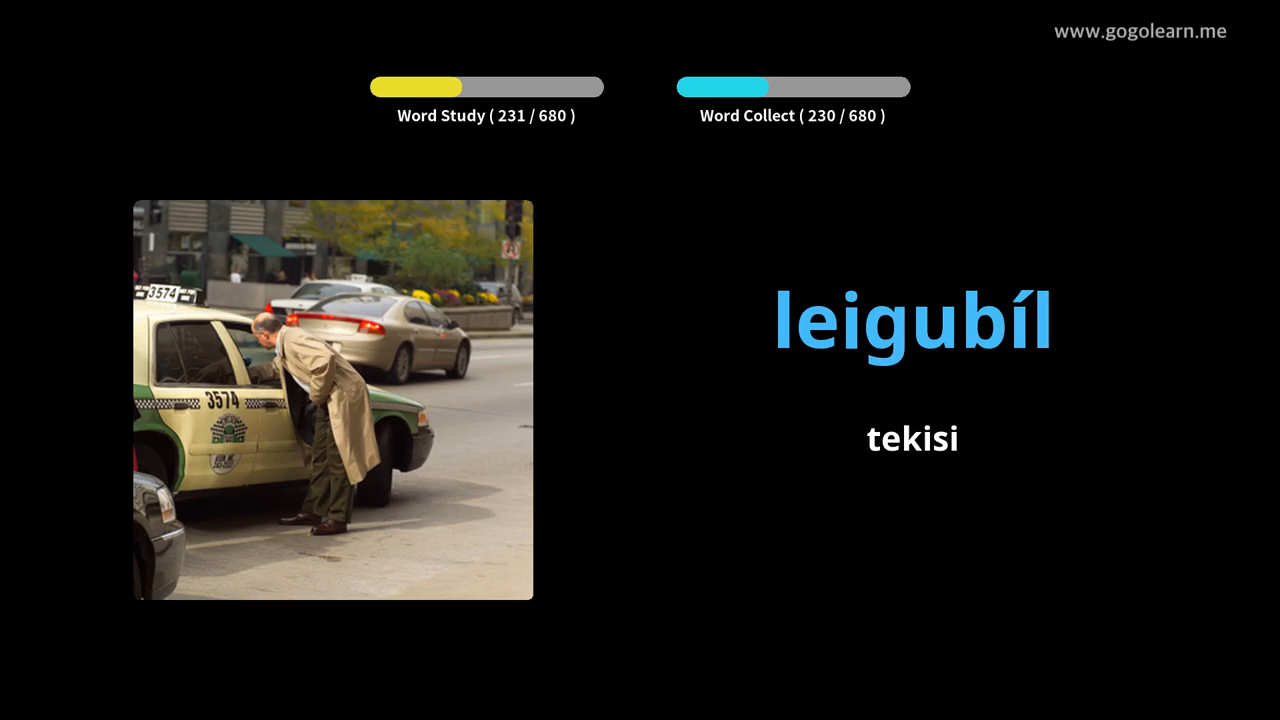 www.gogolearn.me
Word Study ( 231 / 680 )
Word Collect ( 230 / 680 )
3574
3574
leigubíl
tekisi